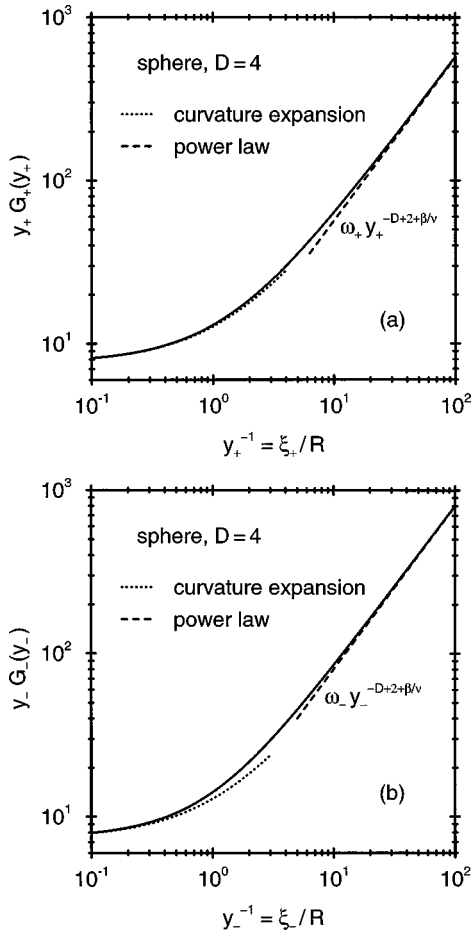 10³
sphere, D = 4
curvature expansion
power law
y₊ G₊(y₊)
10²
ω₊ y₊^{-D+2+β/ν}
(a)
10¹
10⁻¹ 10⁰ 10¹ 10²
y₊⁻¹ = ξ₊/R
10³
sphere, D = 4
curvature expansion
power law
y₋ G₋(y₋)
10²
ω₋ y₋^{-D+2+β/ν}
(b)
10¹
10⁻¹ 10⁰ 10¹ 10²
y₋⁻¹ = ξ₋/R